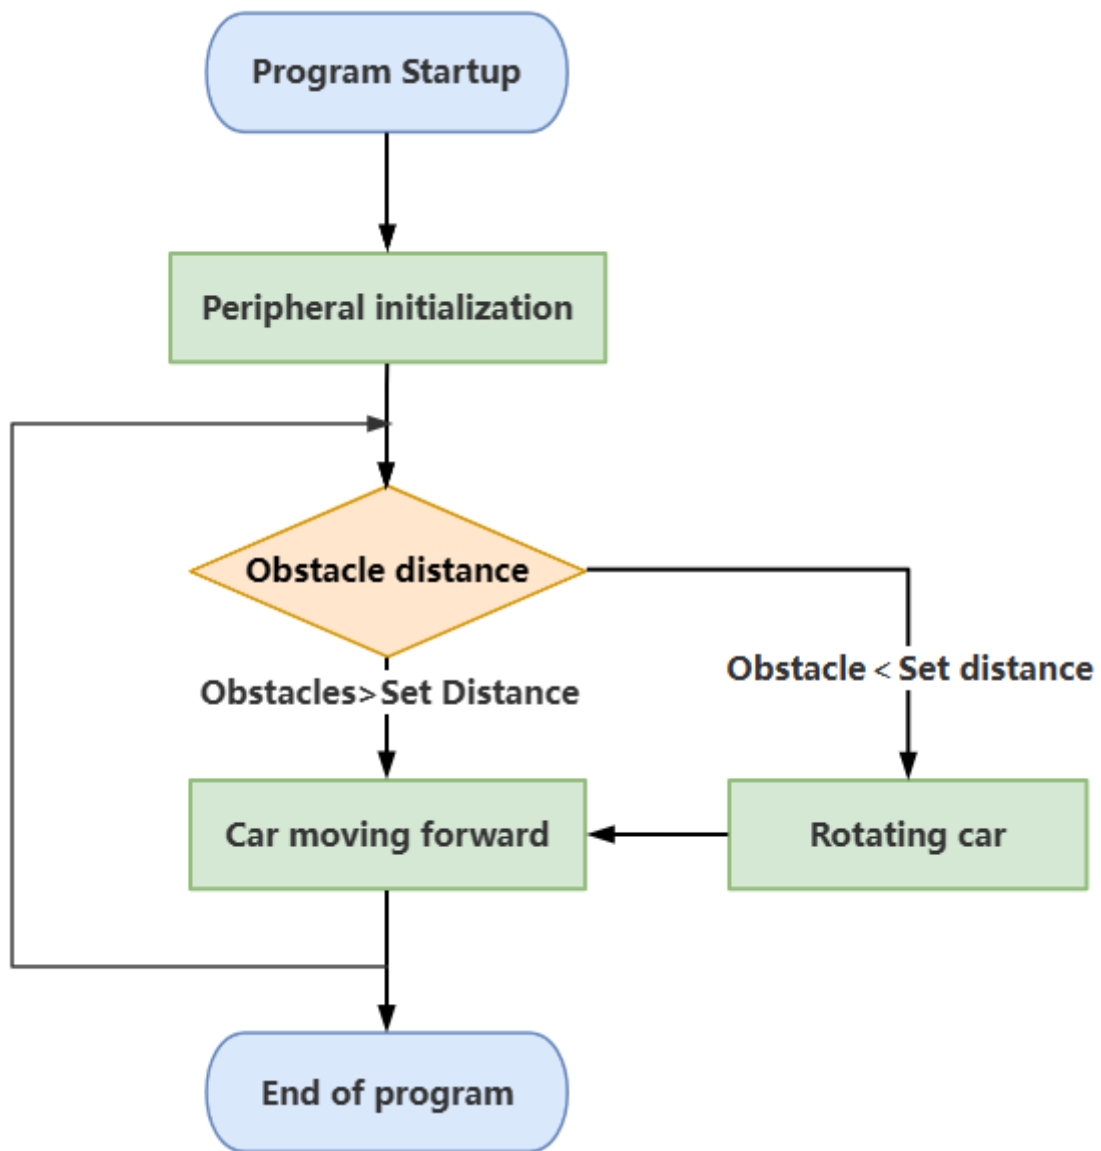 Program Startup
Peripheral initialization
Obstacle distance
Obstacle < Set distance
Obstacles>Set Distance
Car moving forward
Rotating car
End of program